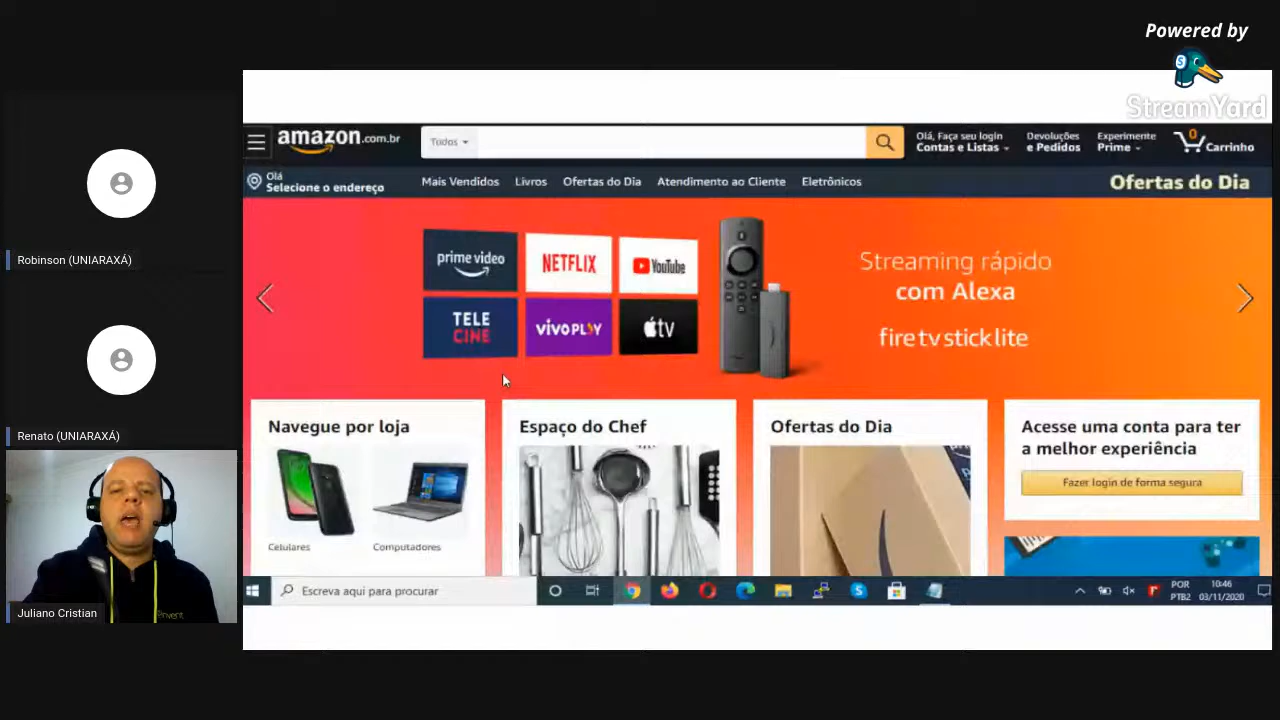 Powered by
StreamYard
Robinson (UNIARAXÁ)
Renato (UNIARAXÁ)
Juliano Cristian
amazon.com.br
Todos
Olá, Faça seu login
Contas e Listas
Devoluções
e Pedidos
Experimente
Prime
0
Carrinho
Olá
Selecione o endereço
Mais Vendidos
Livros
Ofertas do Dia
Atendimento ao Cliente
Eletrônicos
Ofertas do Dia
prime video
NETFLIX
YouTube
TELE
CINE
vivo PLAY
tv
Streaming rápido
com Alexa
fire tv stick lite
Navegue por loja
Celulares
Computadores
Espaço do Chef
Ofertas do Dia
Acesse uma conta para ter
a melhor experiência
Fazer login de forma segura
Escreva aqui para procurar
POR
PTB2
10:46
03/11/2020